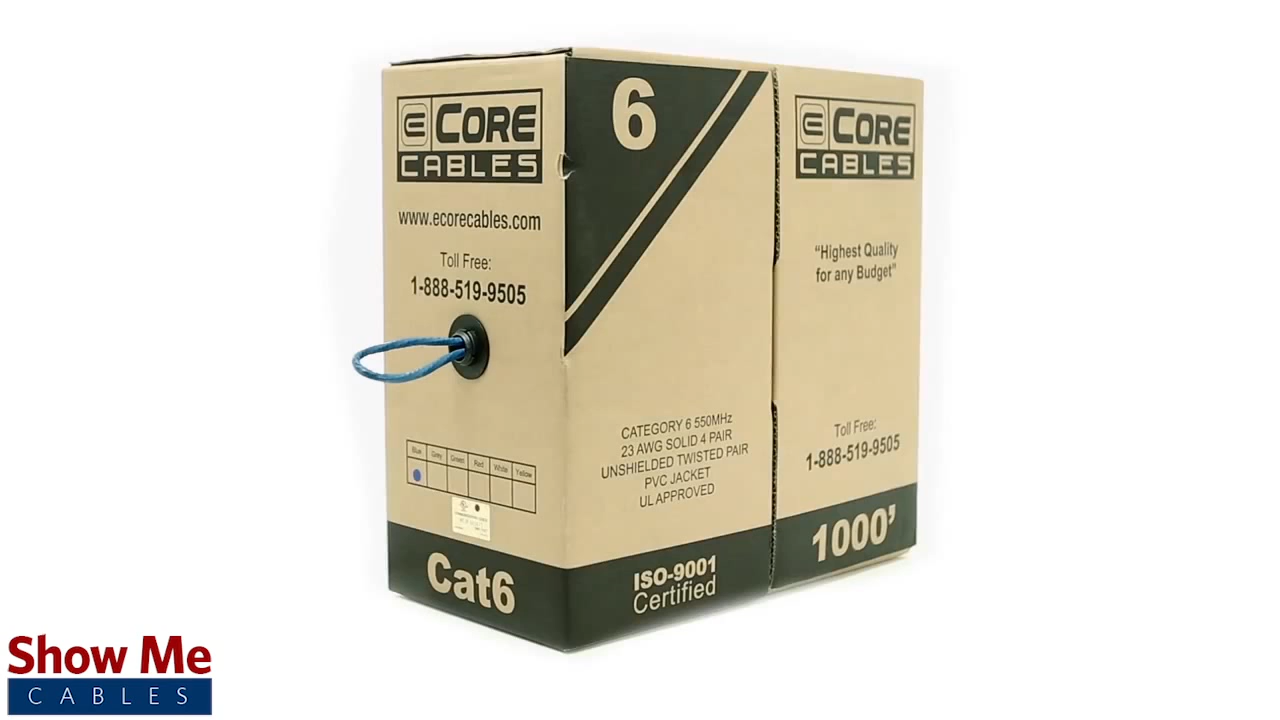 e CORE
CABLES
www.ecorecables.com
Toll Free:
1-888-519-9505
Blue Grey Green Red White Yellow
Cat6
6
CATEGORY 6 550MHz
23 AWG SOLID 4 PAIR
UNSHIELDED TWISTED PAIR
PVC JACKET
UL APPROVED
ISO-9001
Certified
e CORE
CABLES
“Highest Quality
for any Budget”
Toll Free:
1-888-519-9505
1000’
Show Me
CABLES